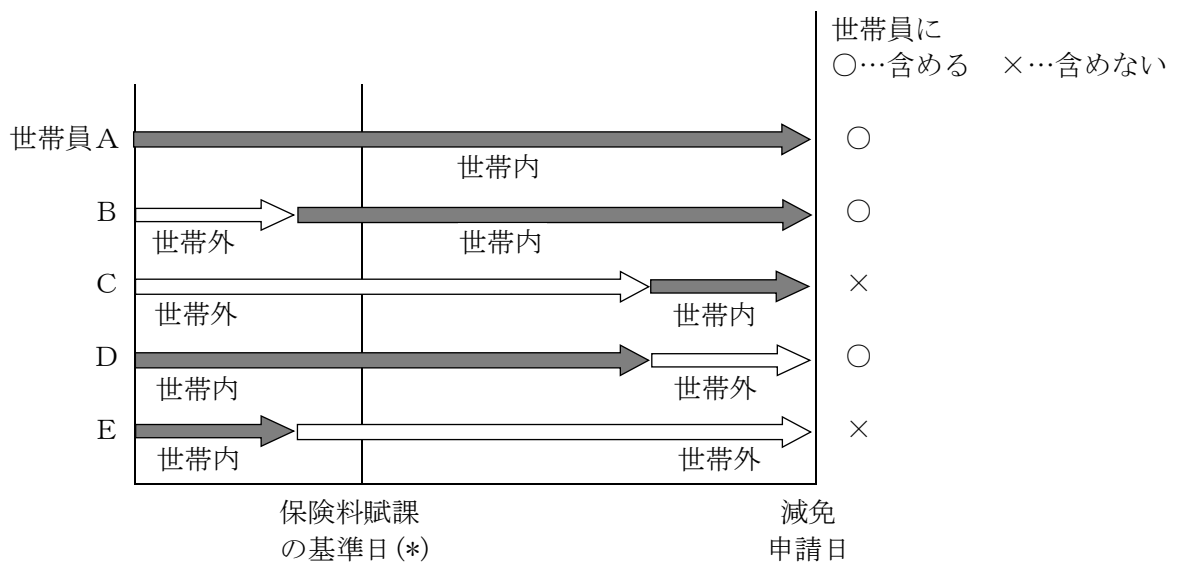 世帯員に
○…含める　×…含めない
世帯員A
世帯内
○
B
世帯外
世帯内
○
C
世帯外
世帯内
×
D
世帯内
世帯外
○
E
世帯内
世帯外
×
保険料賦課
の基準日(*)
減免
申請日